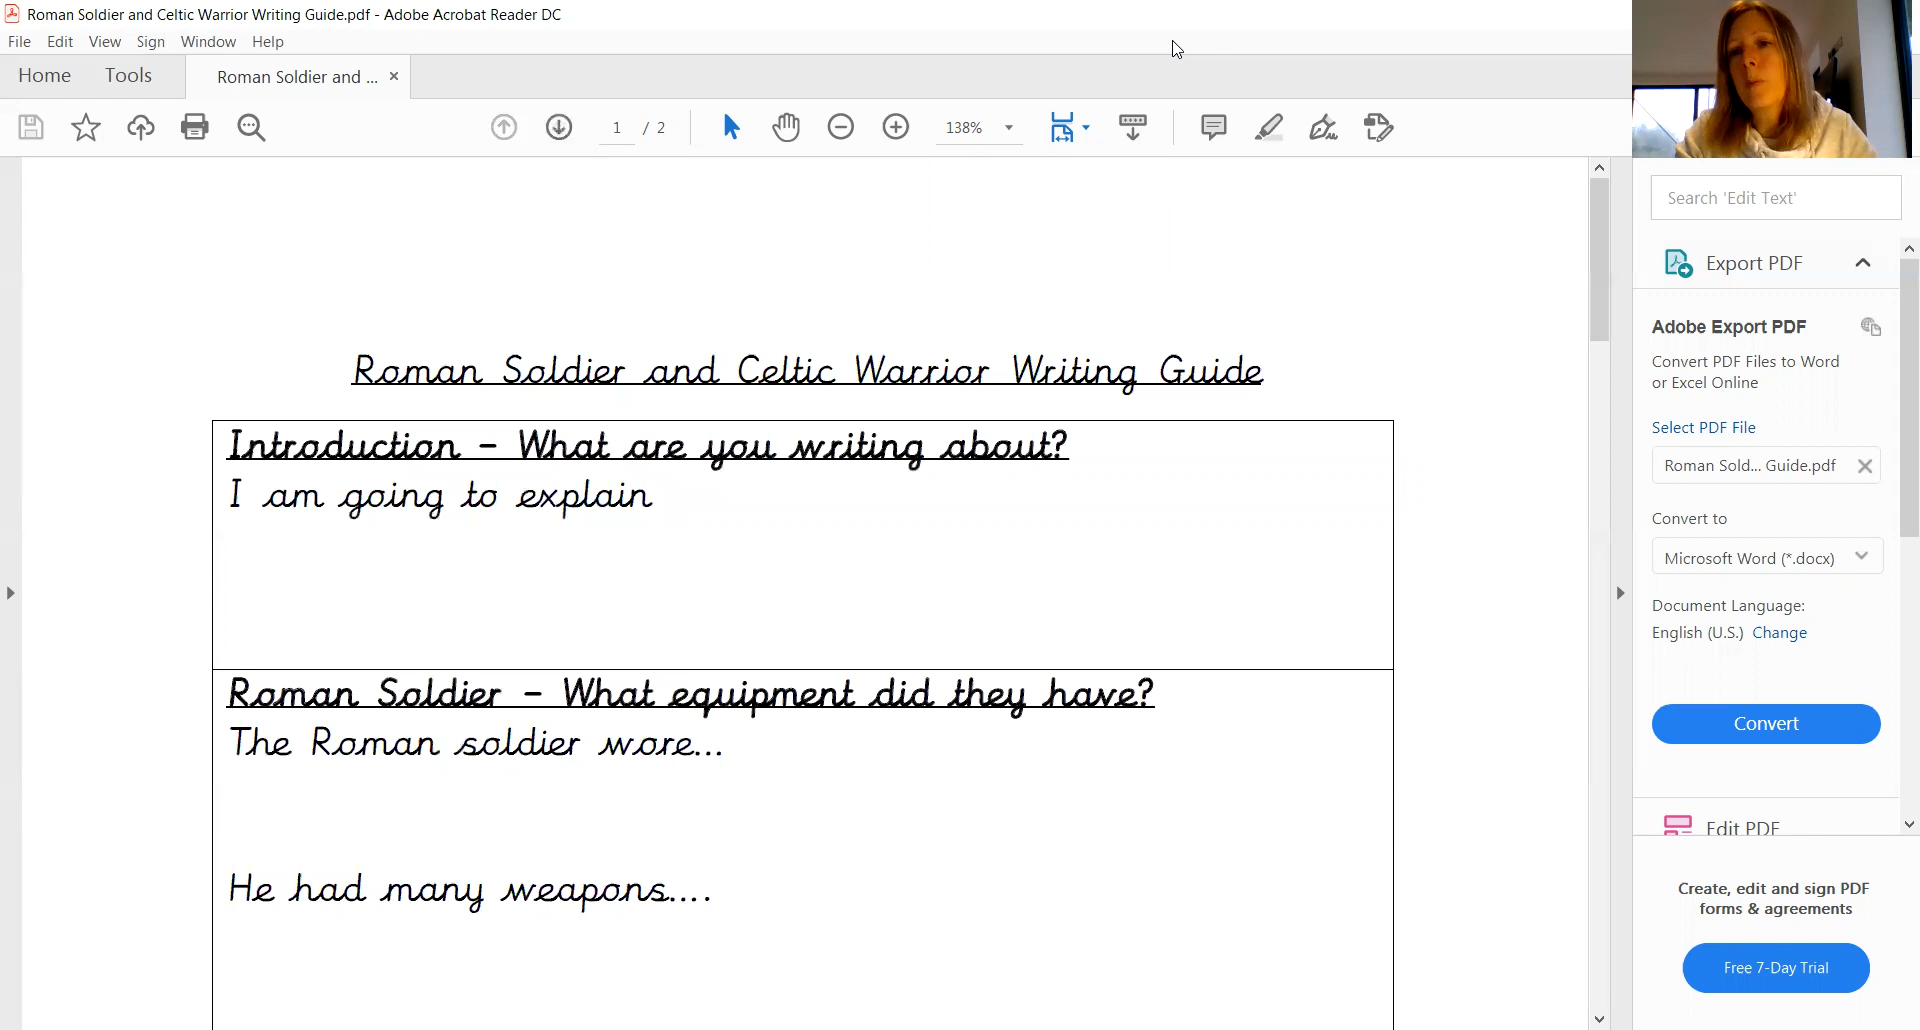 Roman Soldier and Celtic Warrior Writing Guide.pdf - Adobe Acrobat Reader DC
File Edit View Sign Window Help
Home Tools Roman Soldier and ... ×
1 / 2 138%
Search 'Edit Text'
Export PDF
Adobe Export PDF
Convert PDF Files to Word
or Excel Online
Select PDF File
Roman Sold... Guide.pdf
Convert to
Microsoft Word (*.docx)
Document Language:
English (U.S.) Change
Convert
Edit PDF
Create, edit and sign PDF
forms & agreements
Free 7-Day Trial
Roman Soldier and Celtic Warrior Writing Guide
Introduction – What are you writing about?
I am going to explain
Roman Soldier – What equipment did they have?
The Roman soldier wore...
He had many weapons....